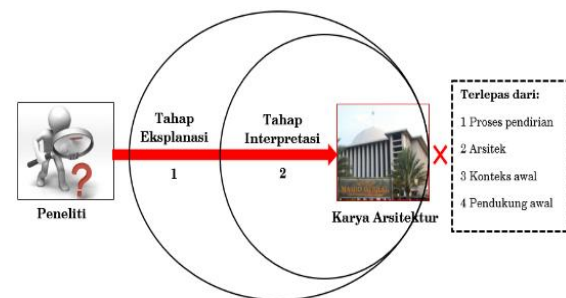 Tahap
Eksplanasi
1
Tahap
Interpretasi
2
Peneliti
Karya Arsitektur
Terlepas dari:
1 Proses pendirian
2 Arsitek
3 Konteks awal
4 Pendukung awal